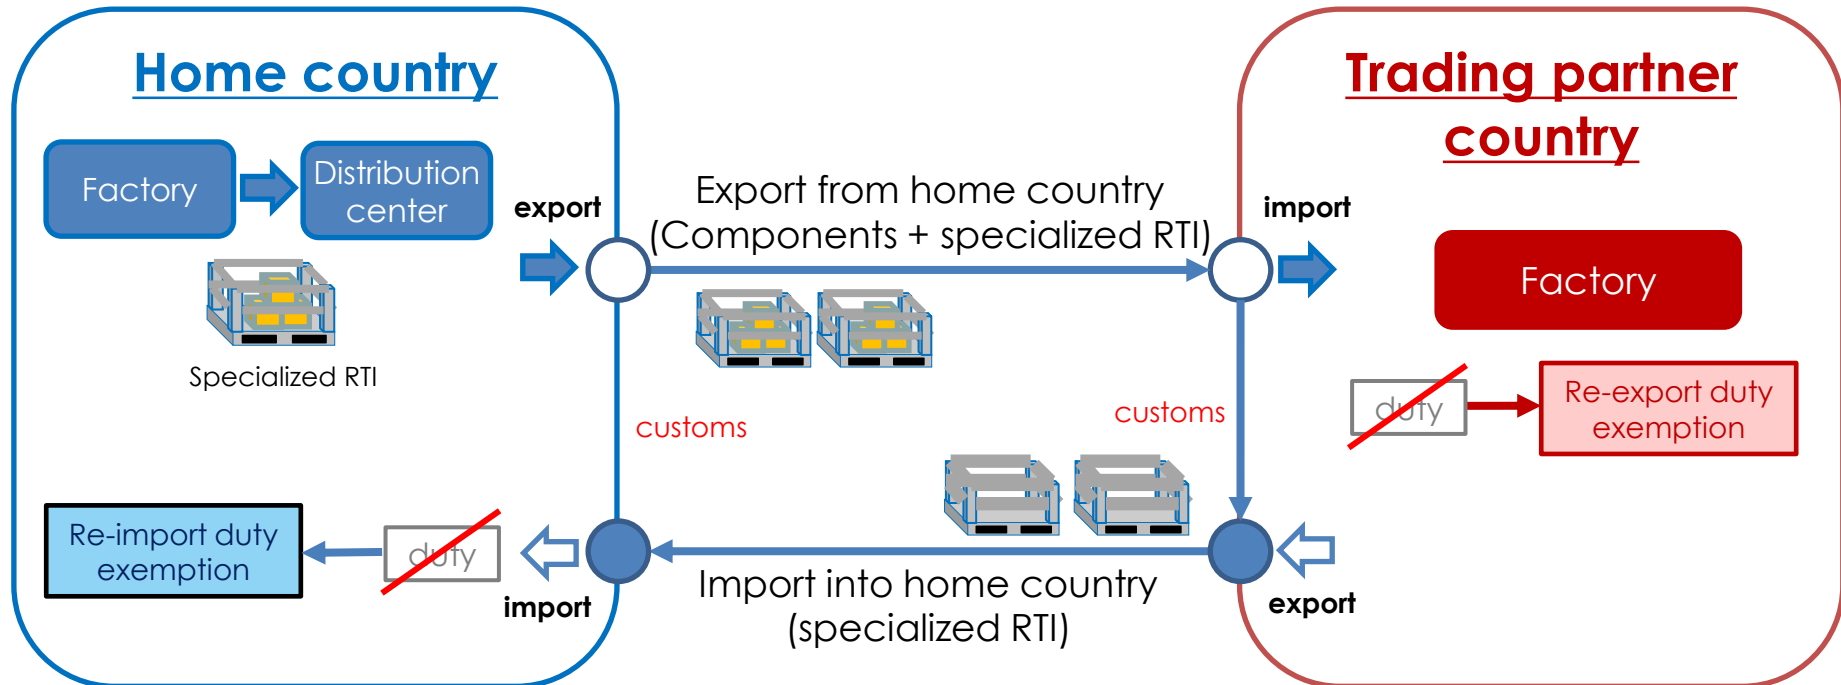 Home country
Factory
Distribution
center
Specialized RTI
export
Export from home country
(Components + specialized RTI)
import
Trading partner
country
Factory
duty
Re-export duty
exemption
customs
customs
Re-import duty
exemption
duty
import
Import into home country
(specialized RTI)
export